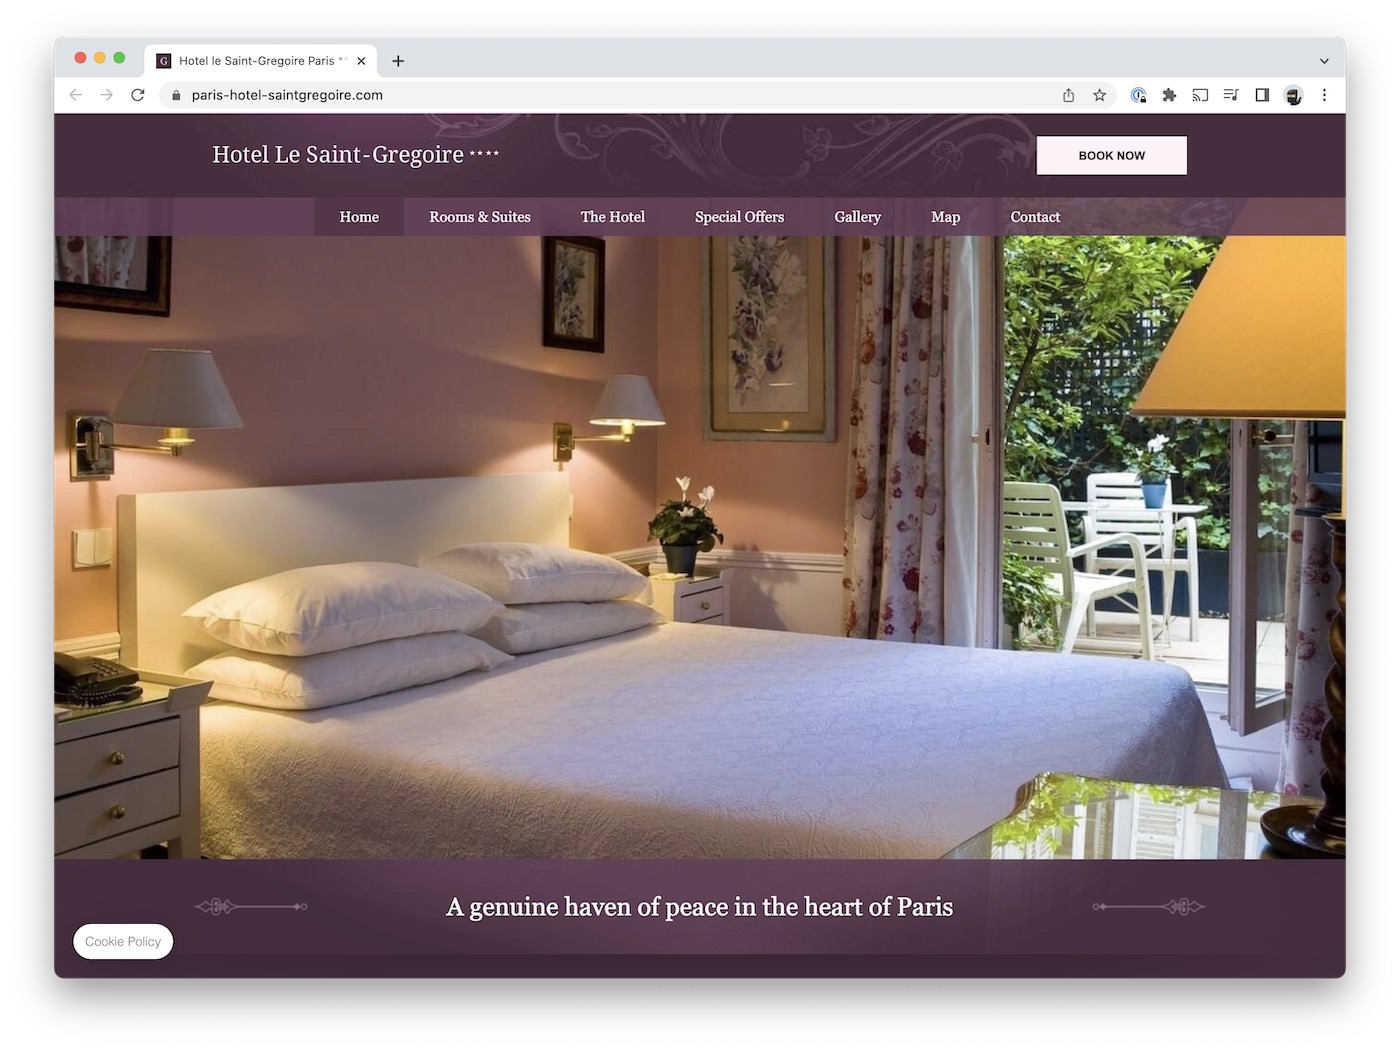 G Hotel le Saint-Gregoire Paris **
paris-hotel-saintgregoire.com
Hotel Le Saint-Gregoire ★★★★
BOOK NOW
Home Rooms & Suites The Hotel Special Offers Gallery Map Contact
A genuine haven of peace in the heart of Paris
Cookie Policy